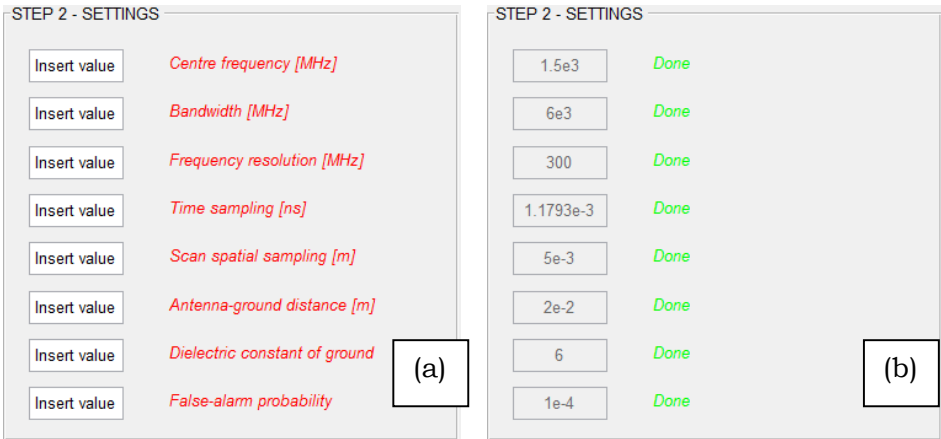 STEP 2 - SETTINGS
Insert value Centre frequency [MHz]
Insert value Bandwidth [MHz]
Insert value Frequency resolution [MHz]
Insert value Time sampling [ns]
Insert value Scan spatial sampling [m]
Insert value Antenna-ground distance [m]
Insert value Dielectric constant of ground
Insert value False-alarm probability
(a)
STEP 2 - SETTINGS
1.5e3 Done
6e3 Done
300 Done
1.1793e-3 Done
5e-3 Done
2e-2 Done
6 Done
1e-4 Done
(b)